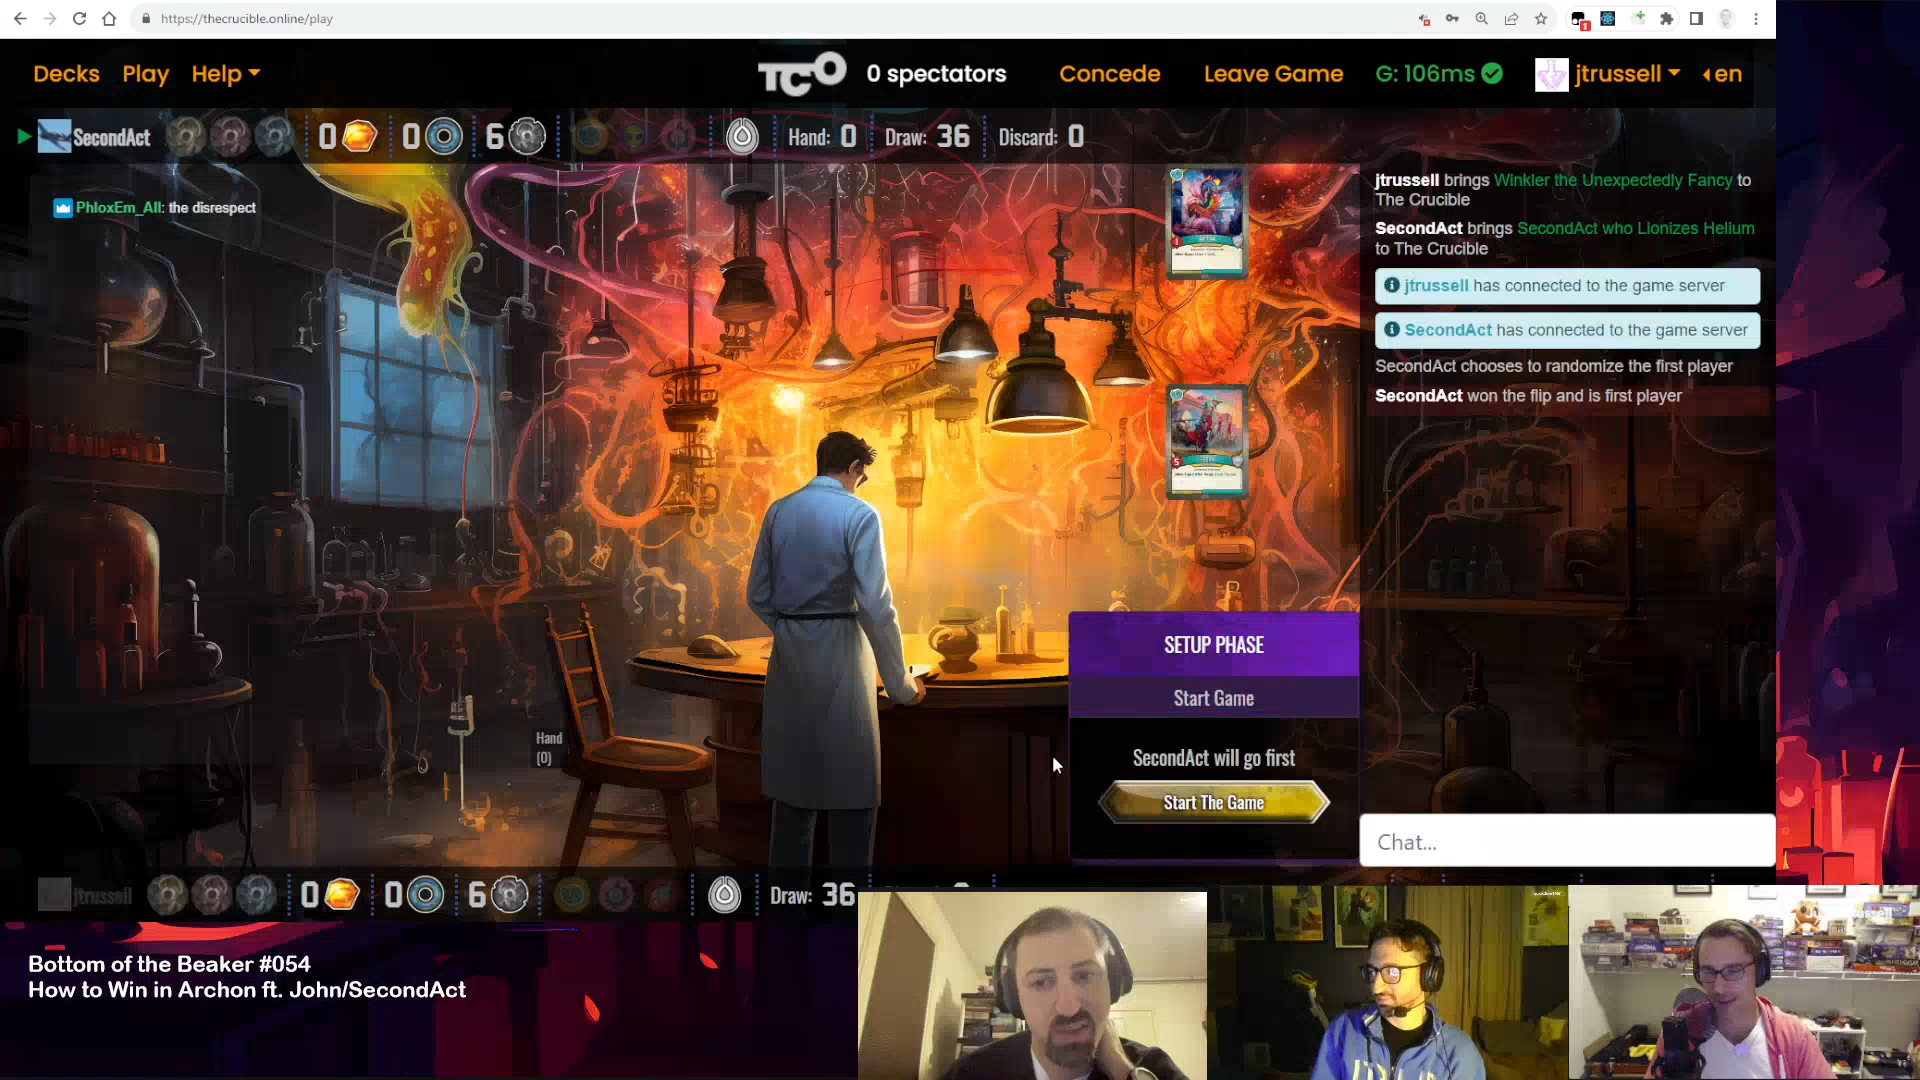 https://thecrucible.online/play
Decks Play Help
TCO
0 spectators
Concede
Leave Game
G: 106ms
jtrussell
en
SecondAct
0
0
6
Hand: 0
Draw: 36
Discard: 0
PhloxEm_All: the disrespect
jtrussell brings Winkler the Unexpectedly Fancy to
The Crucible
SecondAct brings SecondAct who Lionizes Helium
to The Crucible
jtrussell has connected to the game server
SecondAct has connected to the game server
SecondAct chooses to randomize the first player
SecondAct won the flip and is first player
Hand
(0)
SETUP PHASE
Start Game
SecondAct will go first
Start The Game
Chat...
jtrussell
0
0
6
Draw: 36
Bottom of the Beaker #054
How to Win in Archon ft. John/SecondAct